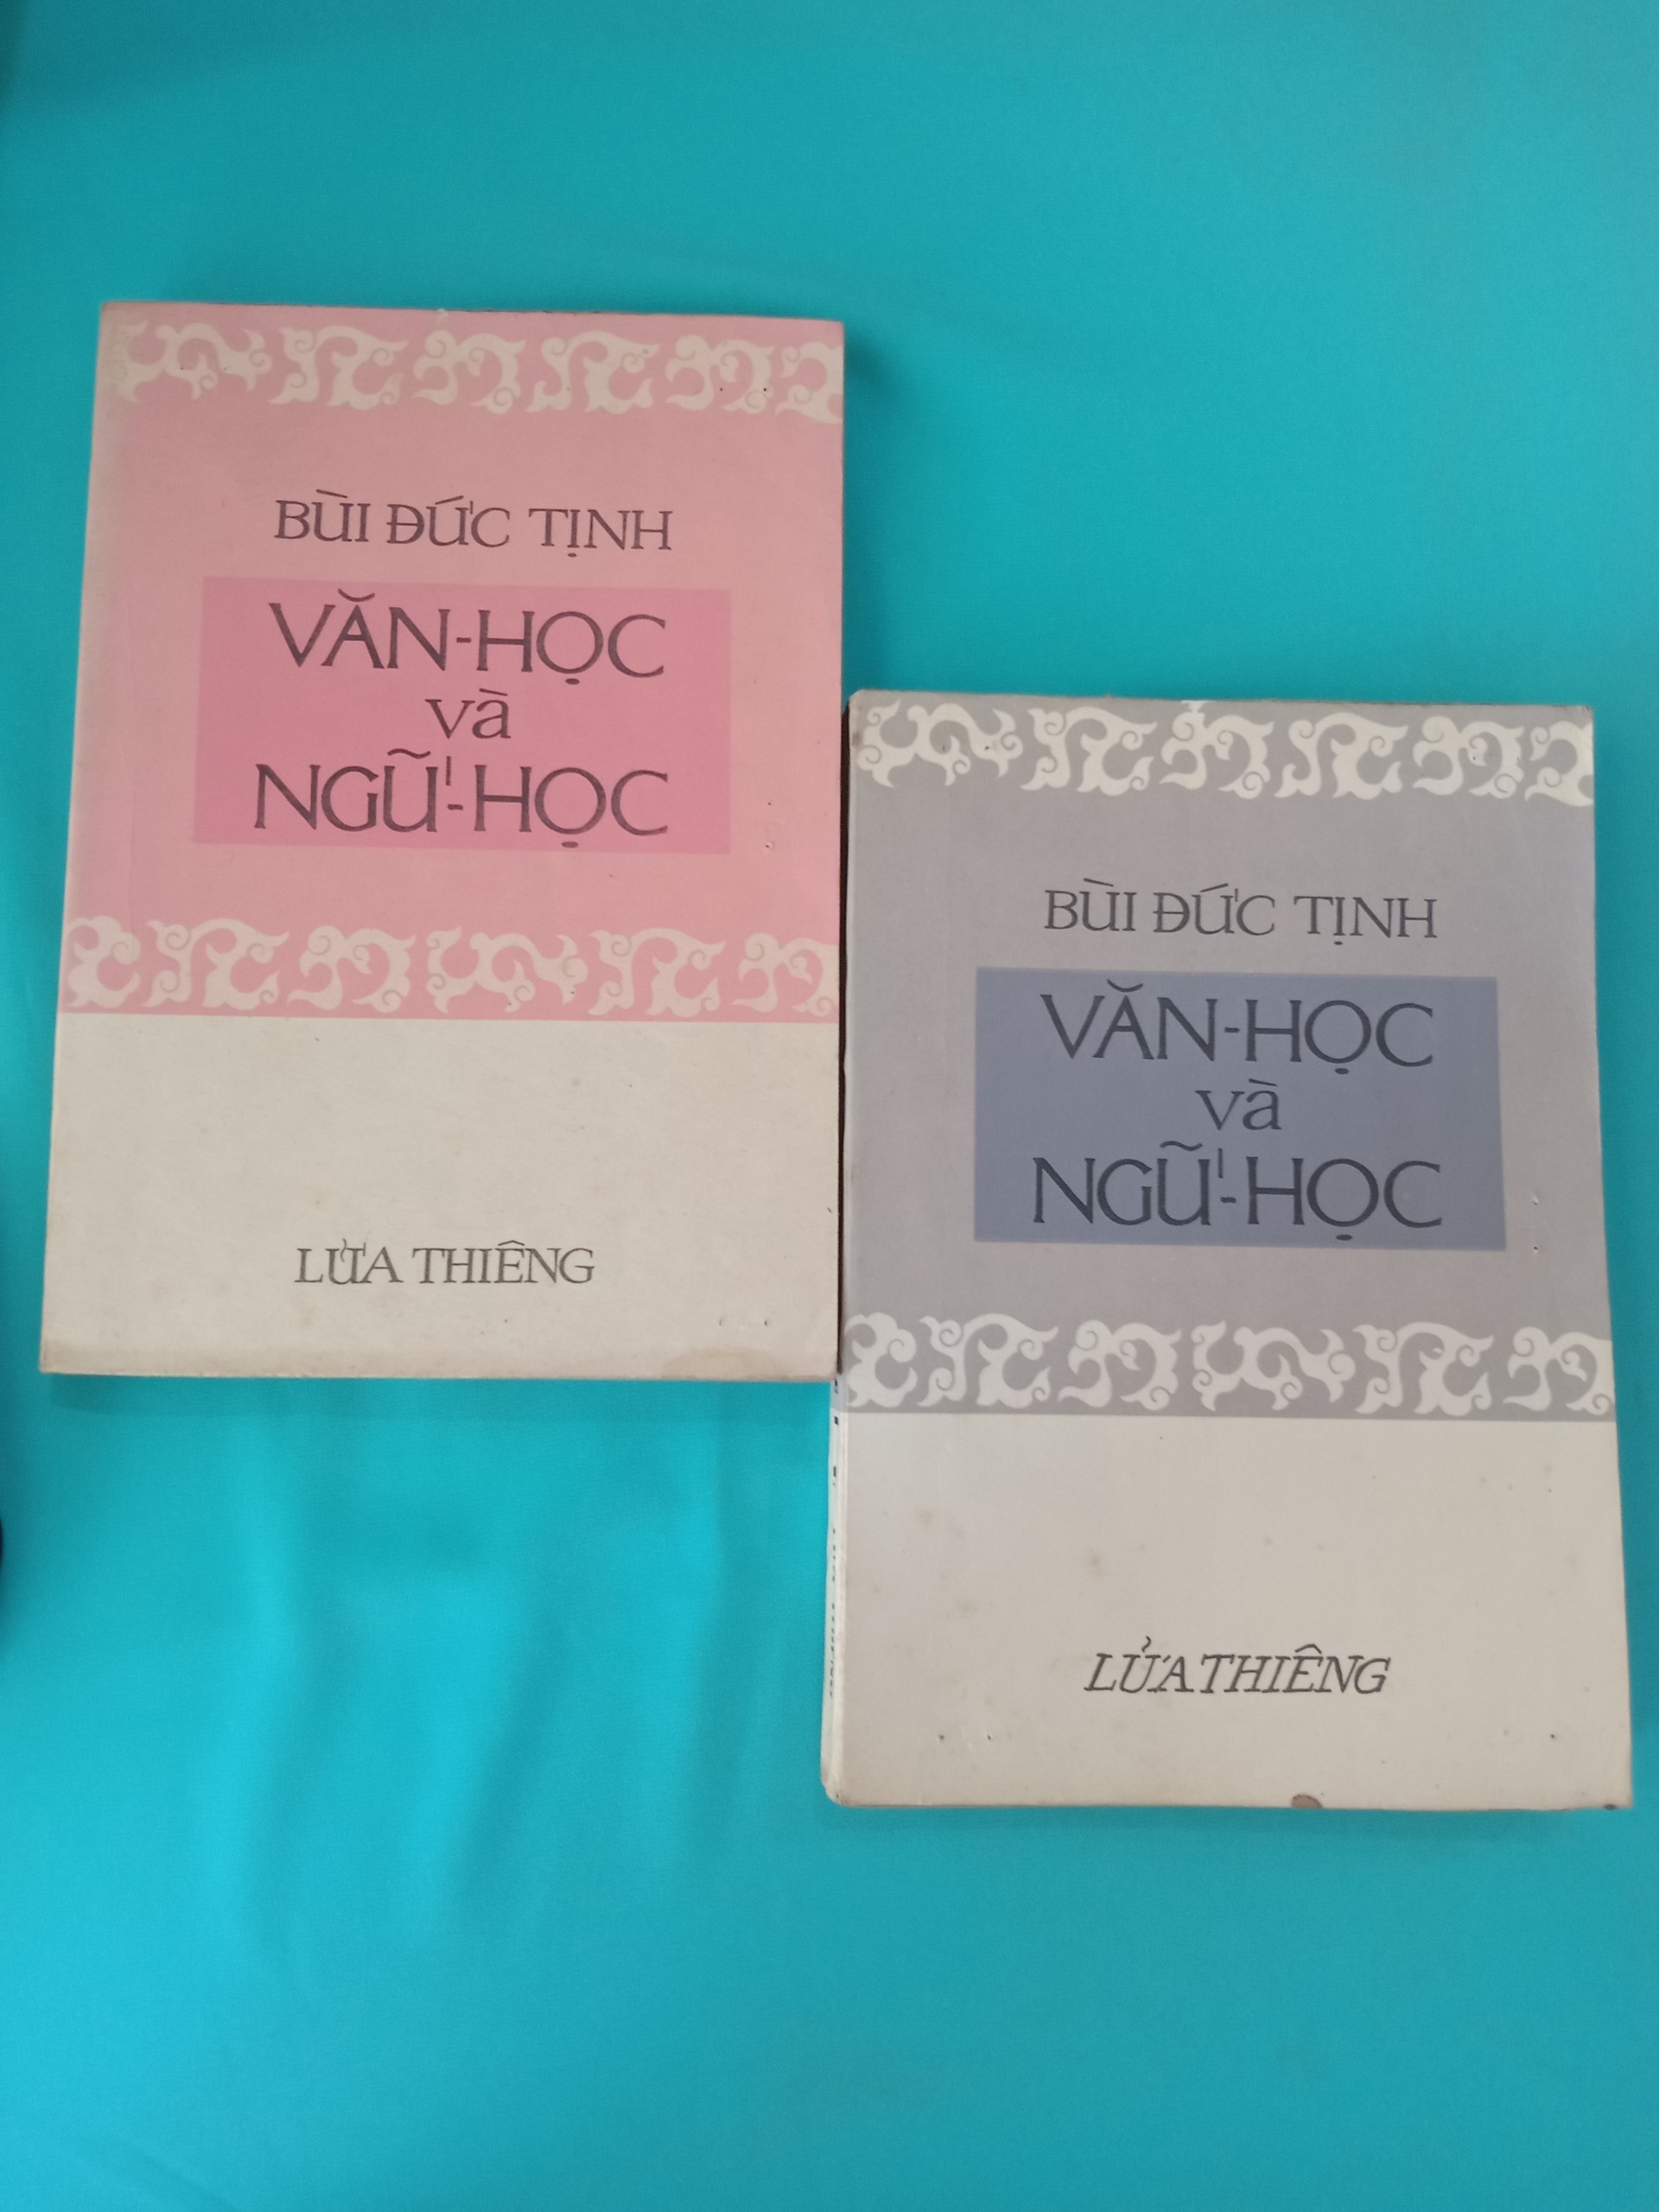 BÙI ĐỨC TỊNH
VĂN-HỌC
và
NGỮ-HỌC
LỬA THIÊNG
BÙI ĐỨC TỊNH
VĂN-HỌC
và
NGỮ-HỌC
LỬA THIÊNG